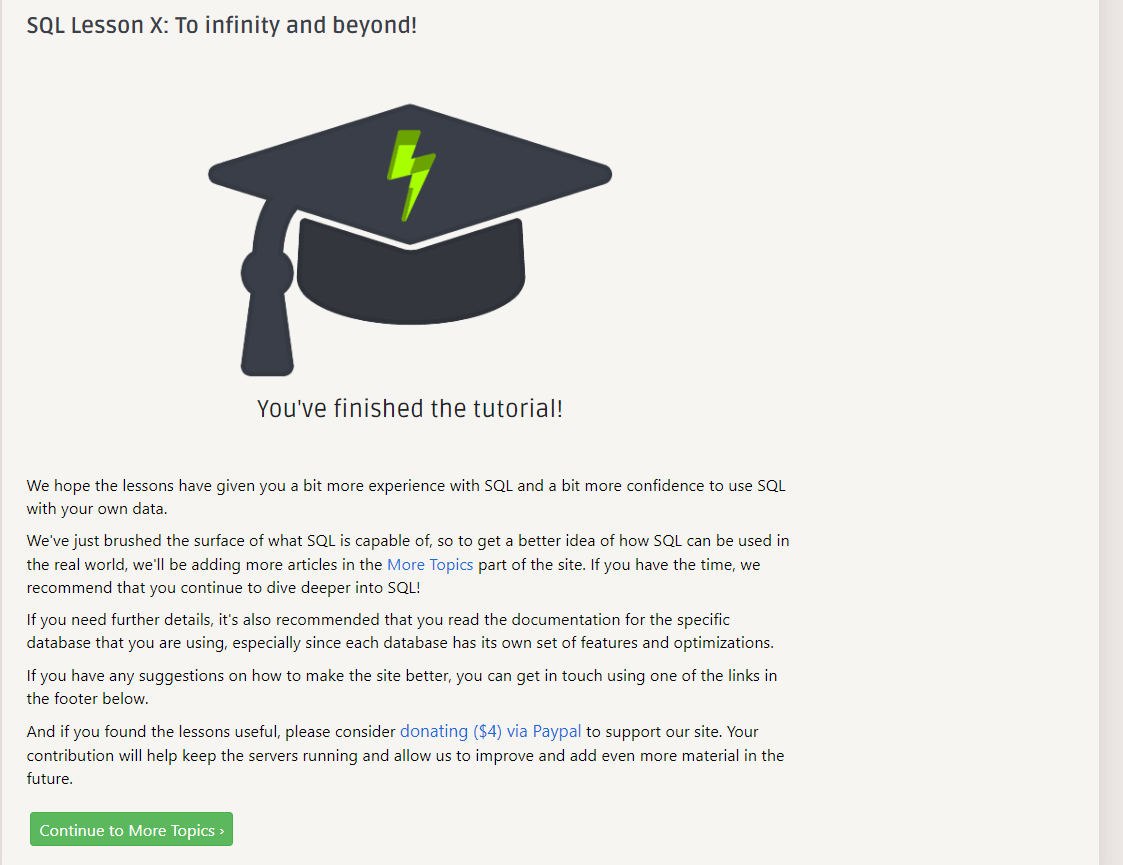 SQL Lesson X: To infinity and beyond!
You've finished the tutorial!
We hope the lessons have given you a bit more experience with SQL and a bit more confidence to use SQL
with your own data.
We've just brushed the surface of what SQL is capable of, so to get a better idea of how SQL can be used in
the real world, we'll be adding more articles in the More Topics part of the site. If you have the time, we
recommend that you continue to dive deeper into SQL!
If you need further details, it's also recommended that you read the documentation for the specific
database that you are using, especially since each database has its own set of features and optimizations.
If you have any suggestions on how to make the site better, you can get in touch using one of the links in
the footer below.
And if you found the lessons useful, please consider donating ($4) via Paypal to support our site. Your
contribution will help keep the servers running and allow us to improve and add even more material in the
future.
Continue to More Topics ›